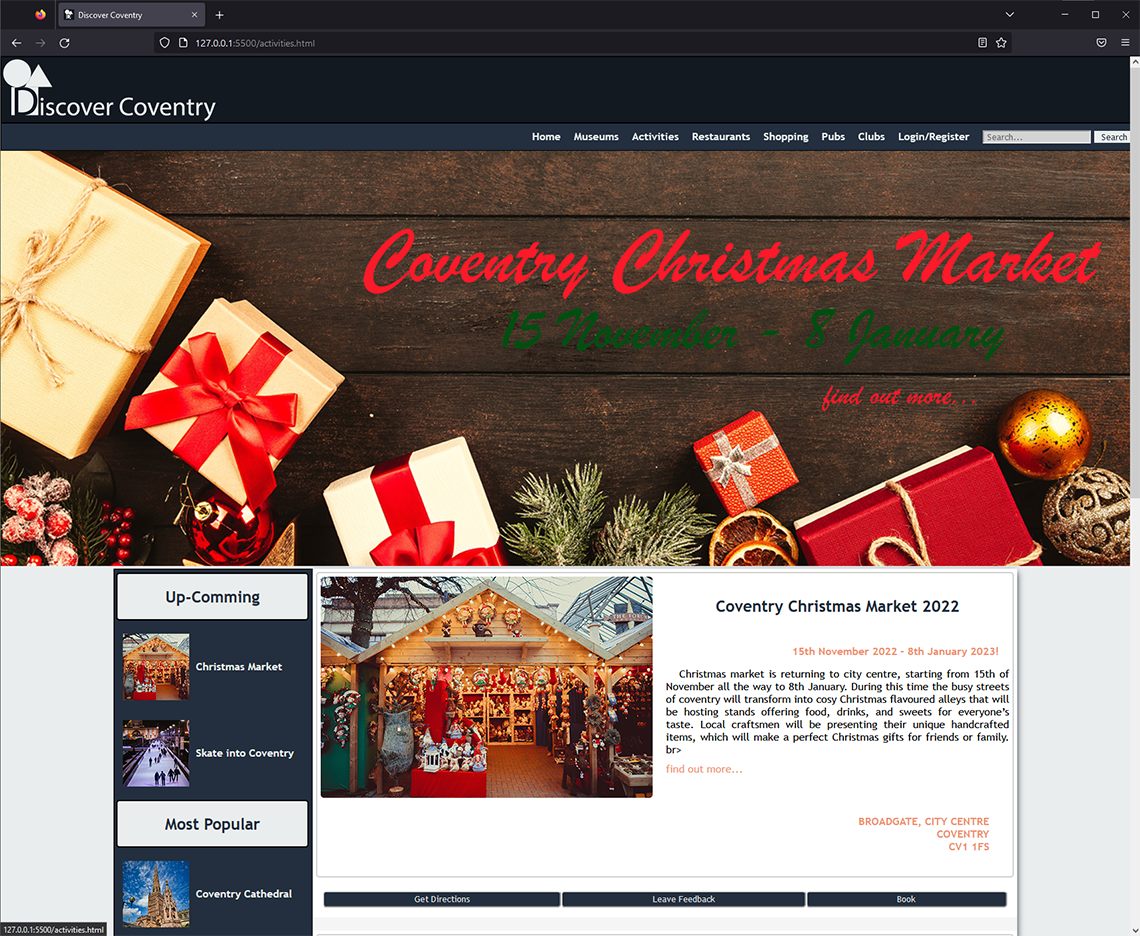 Discover Coventry
127.0.0.1:5500/activities.html
Discover Coventry
Home Museums Activities Restaurants Shopping Pubs Clubs Login/Register Search... Search
Coventry Christmas Market
15 November - 8 January
find out more...
Up-Comming
Christmas Market
Skate into Coventry
Most Popular
Coventry Cathedral
Coventry Christmas Market 2022
15th November 2022 - 8th January 2023!
Christmas market is returning to city centre, starting from 15th of
November all the way to 8th January. During this time the busy streets
of coventry will transform into cosy Christmas flavoured alleys that will
be hosting stands offering food, drinks, and sweets for everyone's
taste. Local craftsmen will be presenting their unique handcrafted
items, which will make a perfect Christmas gifts for friends or family.
br>
find out more...
BROADGATE, CITY CENTRE
COVENTRY
CV1 1FS
Get Directions Leave Feedback Book
127.0.0.1:5500/activities.html